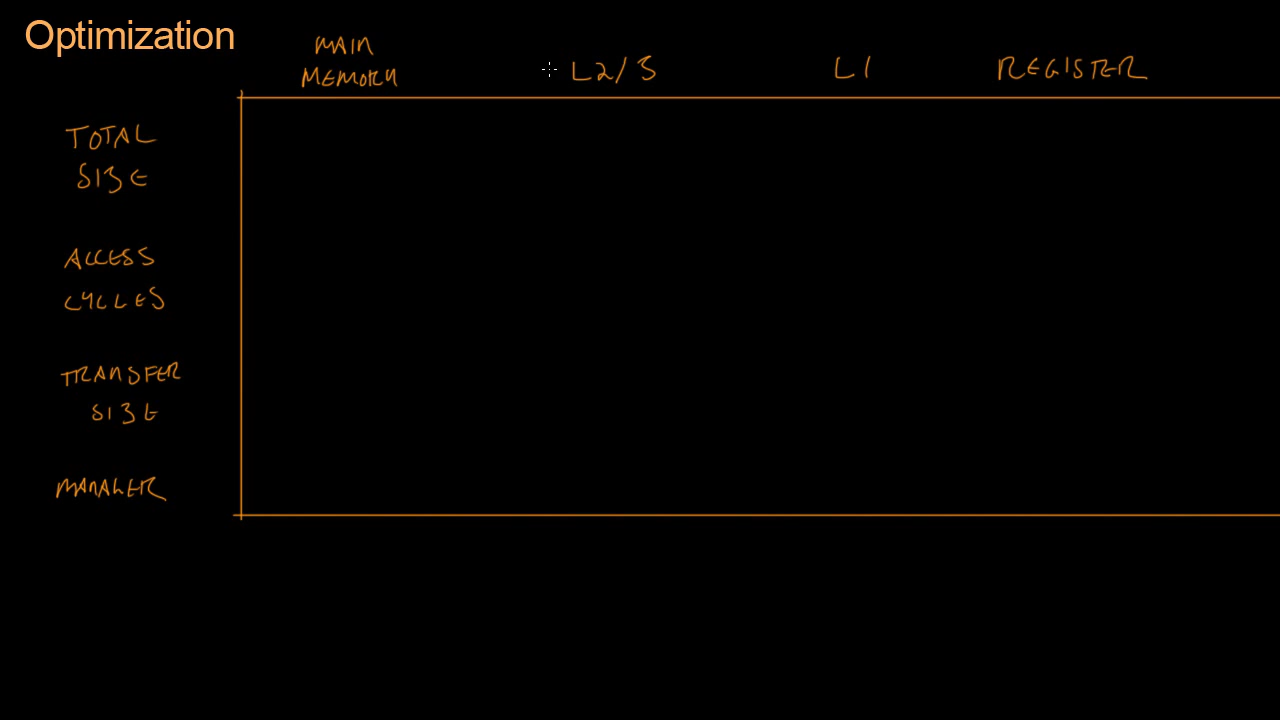 Optimization
MAIN
MEMORY
L2/3
L1
REGISTER
TOTAL
SIZE
ACCESS
CYCLES
TRANSFER
SIZE
MANAGER